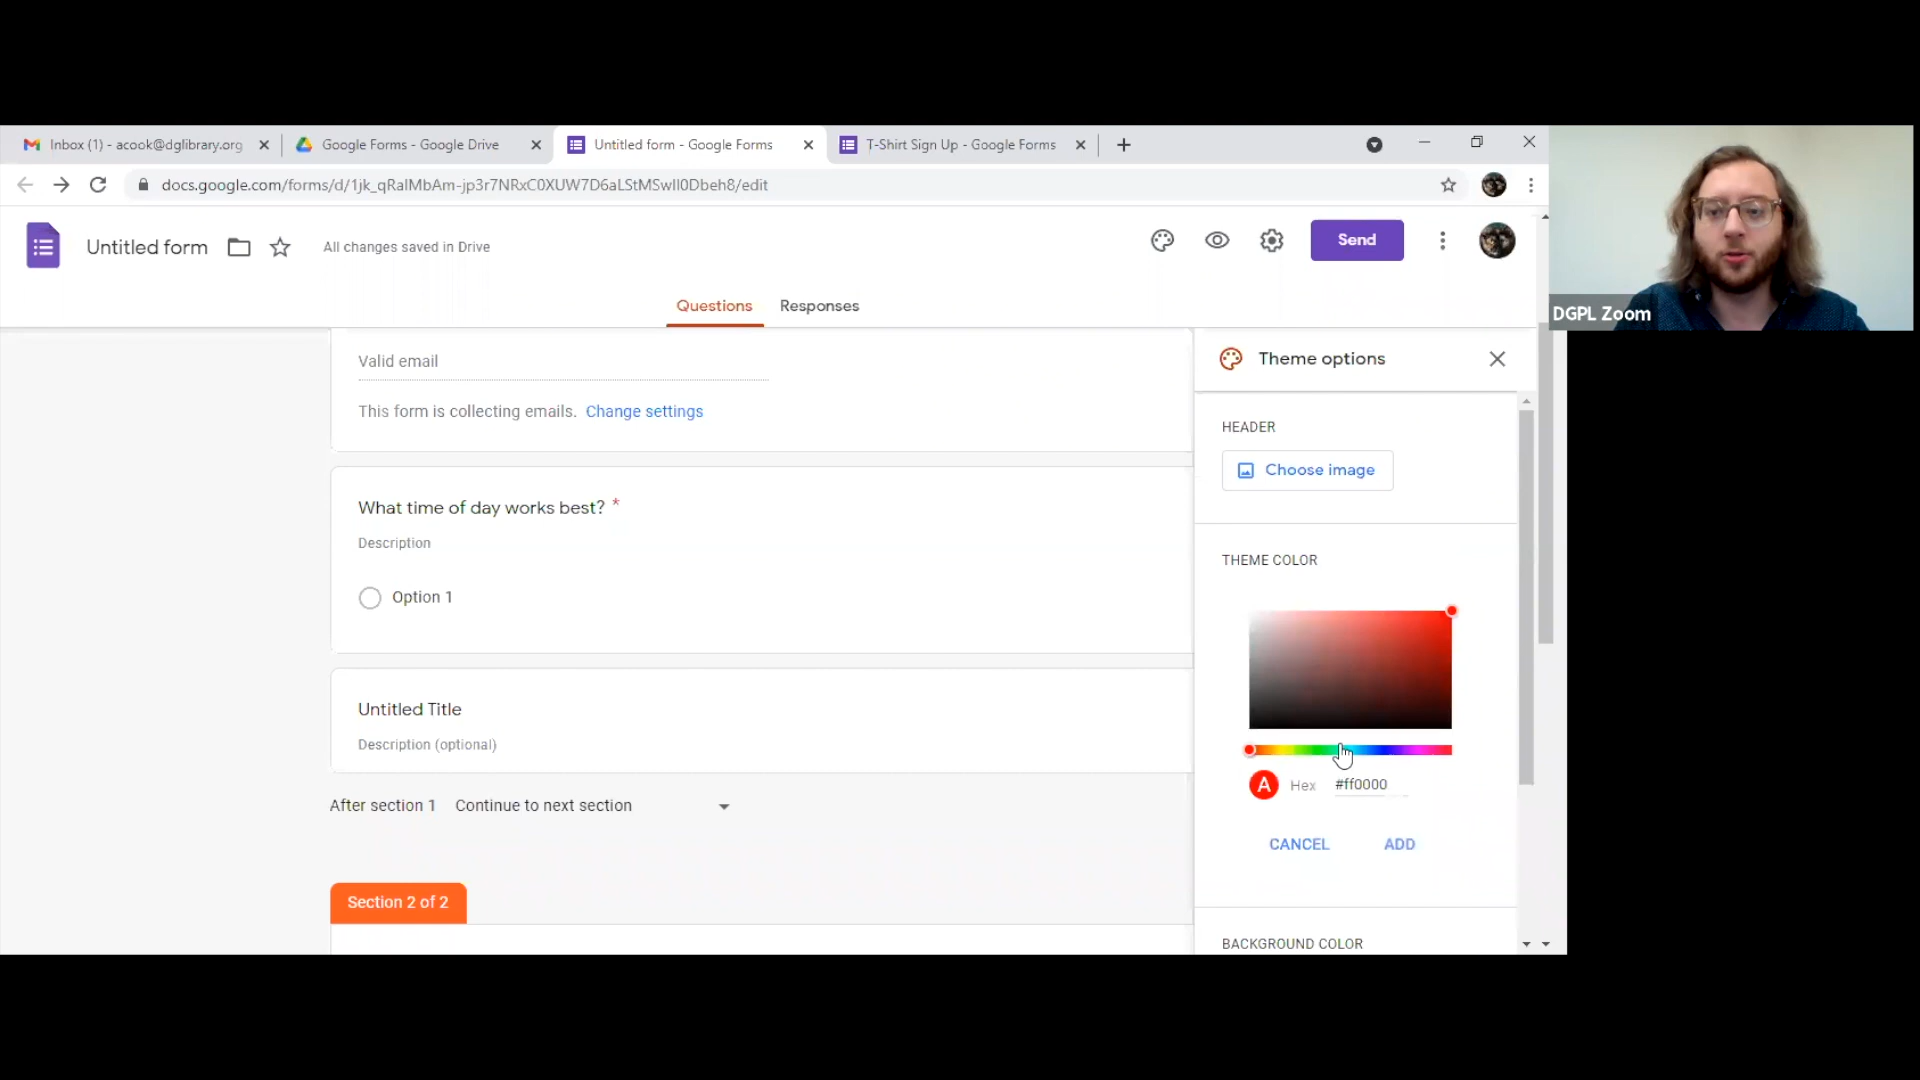 Inbox (1) - acook@dglibrary.org
Google Forms - Google Drive
Untitled form - Google Forms
T-Shirt Sign Up - Google Forms
docs.google.com/forms/d/1jk_qRalMbAm-jp3r7NRxC0XUW7D6aLStMSwIl0Dbeh8/edit
Untitled form
All changes saved in Drive
Send
DGPL Zoom
Questions
Responses
Valid email
This form is collecting emails. Change settings
What time of day works best? *
Description
Option 1
Untitled Title
Description (optional)
After section 1 Continue to next section
Section 2 of 2
Theme options
HEADER
Choose image
THEME COLOR
A Hex #ff0000
CANCEL ADD
BACKGROUND COLOR